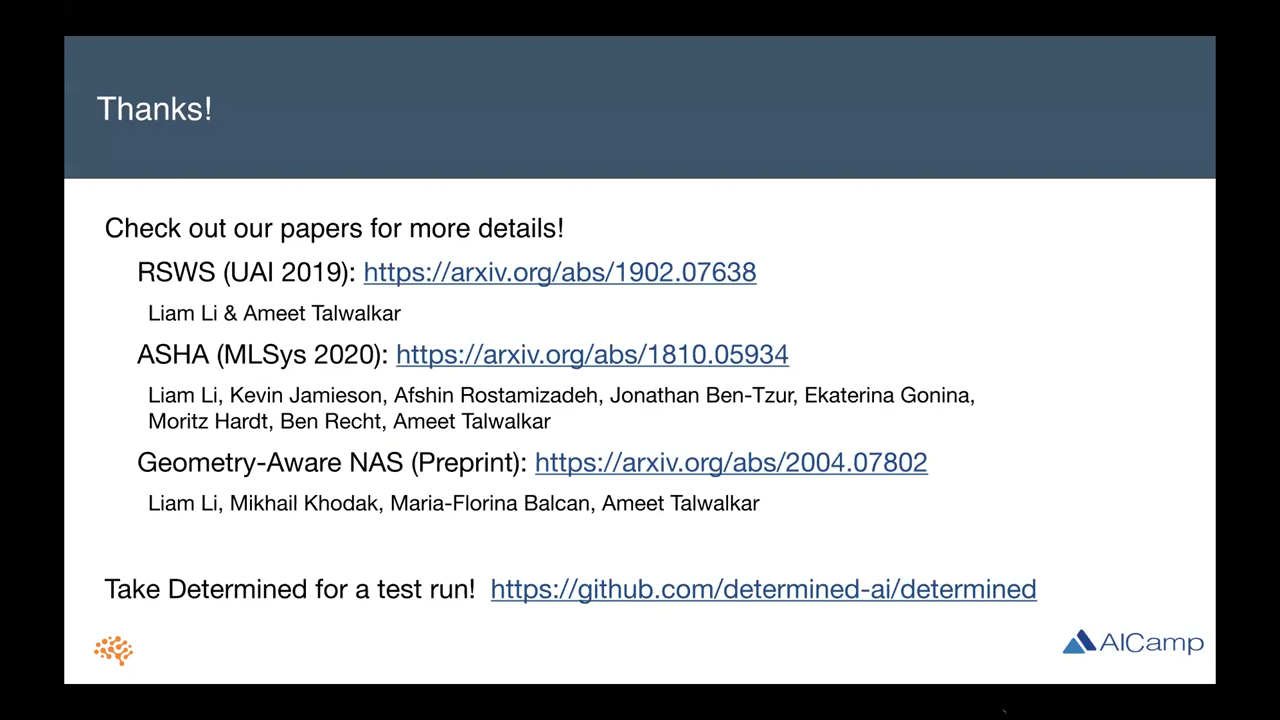 Thanks!
Check out our papers for more details!
RSWS (UAI 2019): https://arxiv.org/abs/1902.07638
Liam Li & Ameet Talwalkar
ASHA (MLSys 2020): https://arxiv.org/abs/1810.05934
Liam Li, Kevin Jamieson, Afshin Rostamizadeh, Jonathan Ben-Tzur, Ekaterina Gonina,
Moritz Hardt, Ben Recht, Ameet Talwalkar
Geometry-Aware NAS (Preprint): https://arxiv.org/abs/2004.07802
Liam Li, Mikhail Khodak, Maria-Florina Balcan, Ameet Talwalkar
Take Determined for a test run! https://github.com/determined-ai/determined
AICamp